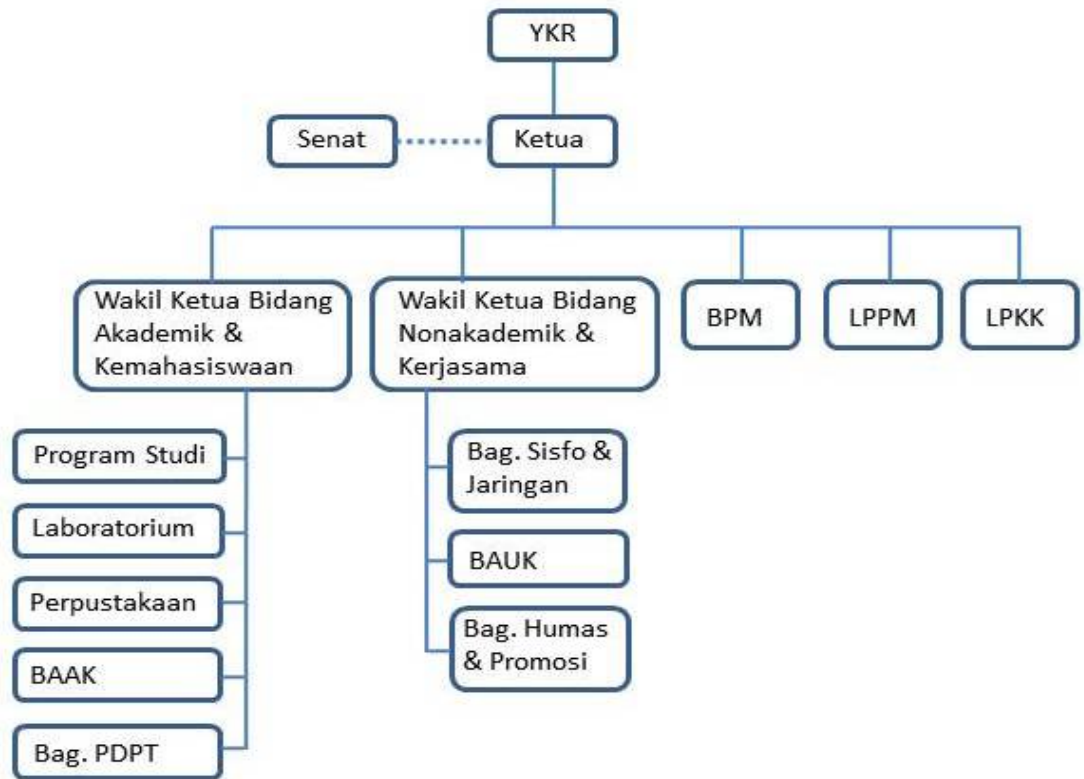 YKR
Senat
Ketua
Wakil Ketua Bidang
Akademik &
Kemahasiswaan
Wakil Ketua Bidang
Nonakademik &
Kerjasama
BPM
LPPM
LPKK
Program Studi
Laboratorium
Perpustakaan
BAAK
Bag. PDPT
Bag. Sisfo &
Jaringan
BAUK
Bag. Humas
& Promosi